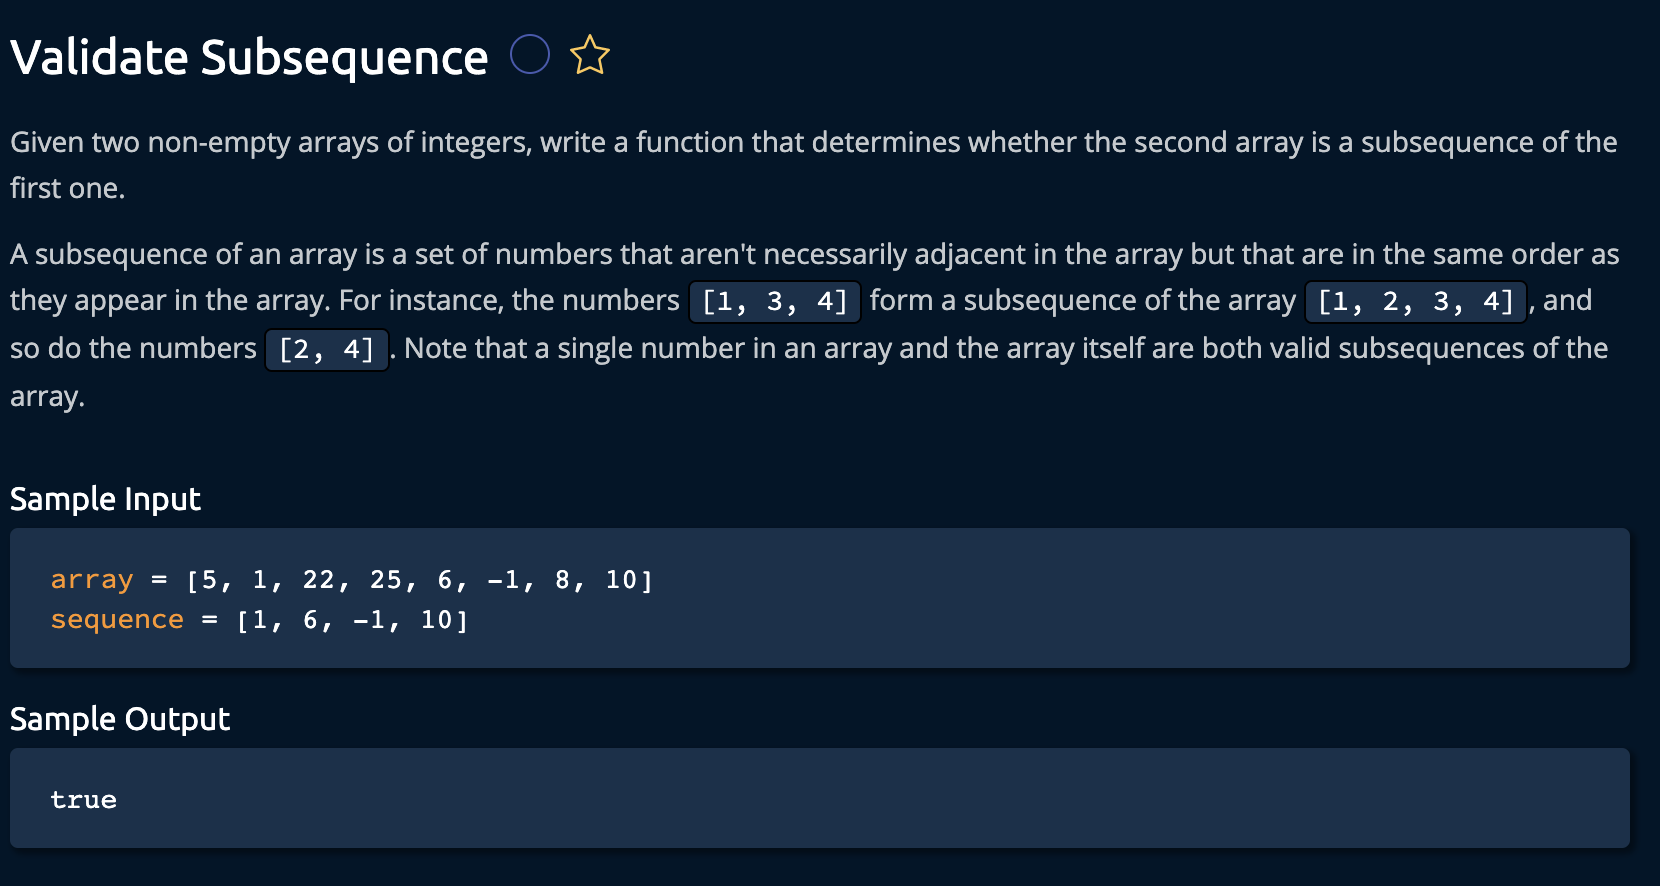 Validate Subsequence
Given two non-empty arrays of integers, write a function that determines whether the second array is a subsequence of the
first one.
A subsequence of an array is a set of numbers that aren't necessarily adjacent in the array but that are in the same order as
they appear in the array. For instance, the numbers [1, 3, 4] form a subsequence of the array [1, 2, 3, 4], and
so do the numbers [2, 4]. Note that a single number in an array and the array itself are both valid subsequences of the
array.
Sample Input
array = [5, 1, 22, 25, 6, -1, 8, 10]
sequence = [1, 6, -1, 10]
Sample Output
true